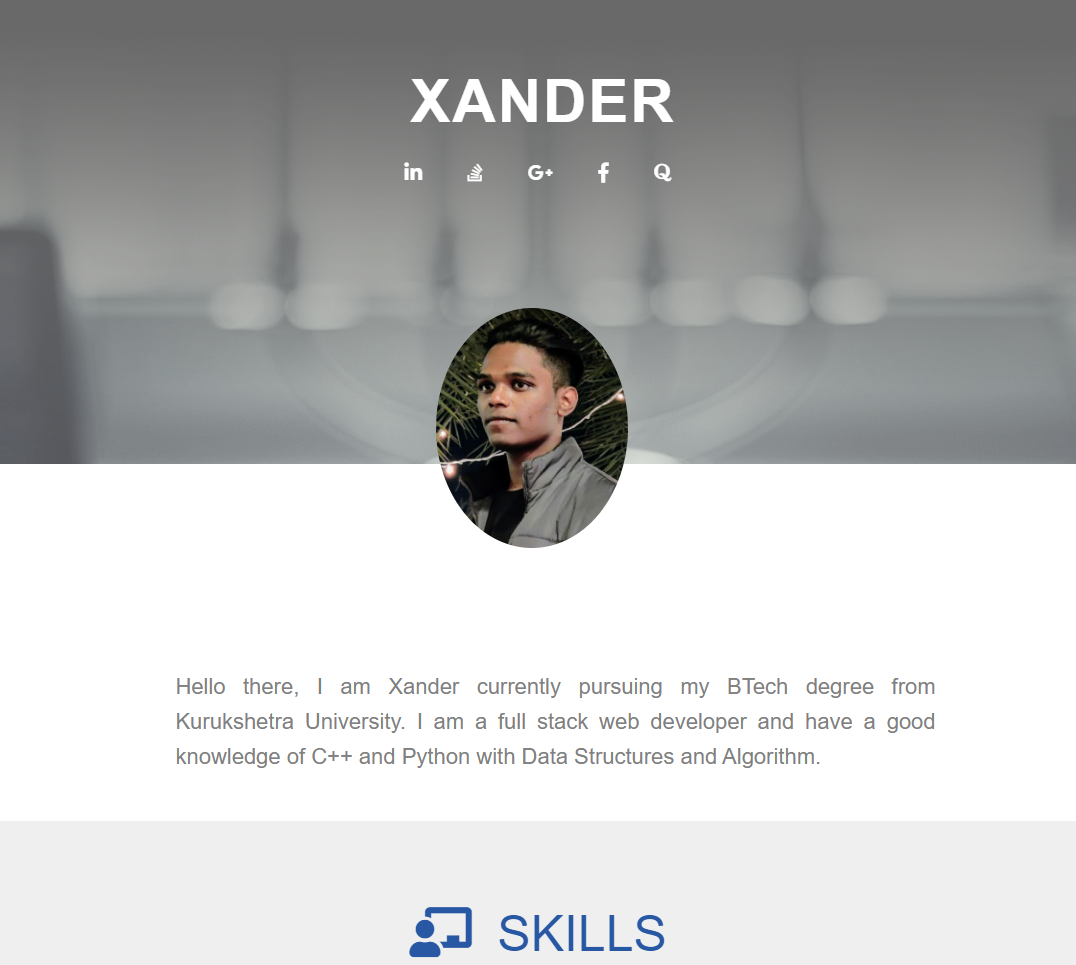 XANDER
Hello there, I am Xander currently pursuing my BTech degree from
Kurukshetra University. I am a full stack web developer and have a good
knowledge of C++ and Python with Data Structures and Algorithm.
SKILLS